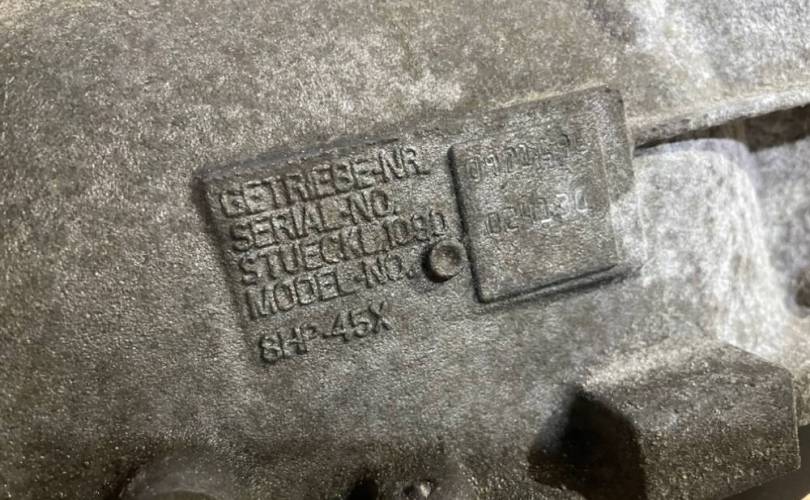 GETRIEBE-NR.
SERIAL-NO.
STUECKL.1090
MODEL-NO.
8HP-45X